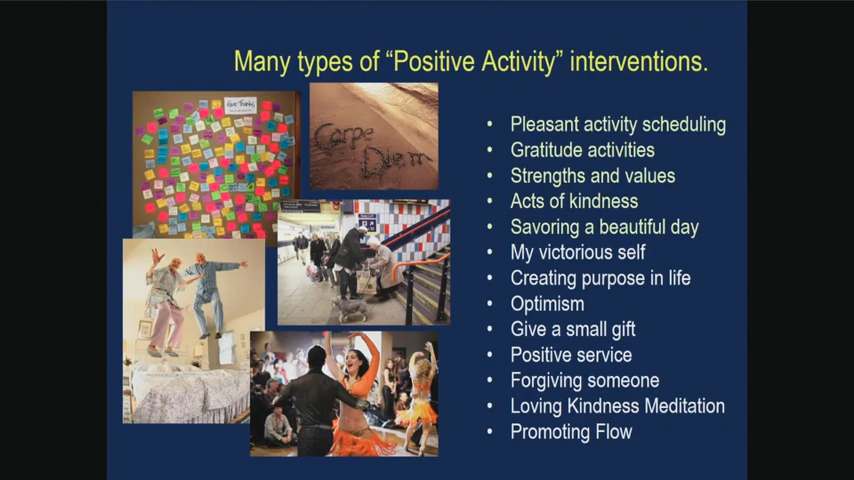 Many types of “Positive Activity” interventions.
Carpe
Diem
• Pleasant activity scheduling
• Gratitude activities
• Strengths and values
• Acts of kindness
• Savoring a beautiful day
• My victorious self
• Creating purpose in life
• Optimism
• Give a small gift
• Positive service
• Forgiving someone
• Loving Kindness Meditation
• Promoting Flow